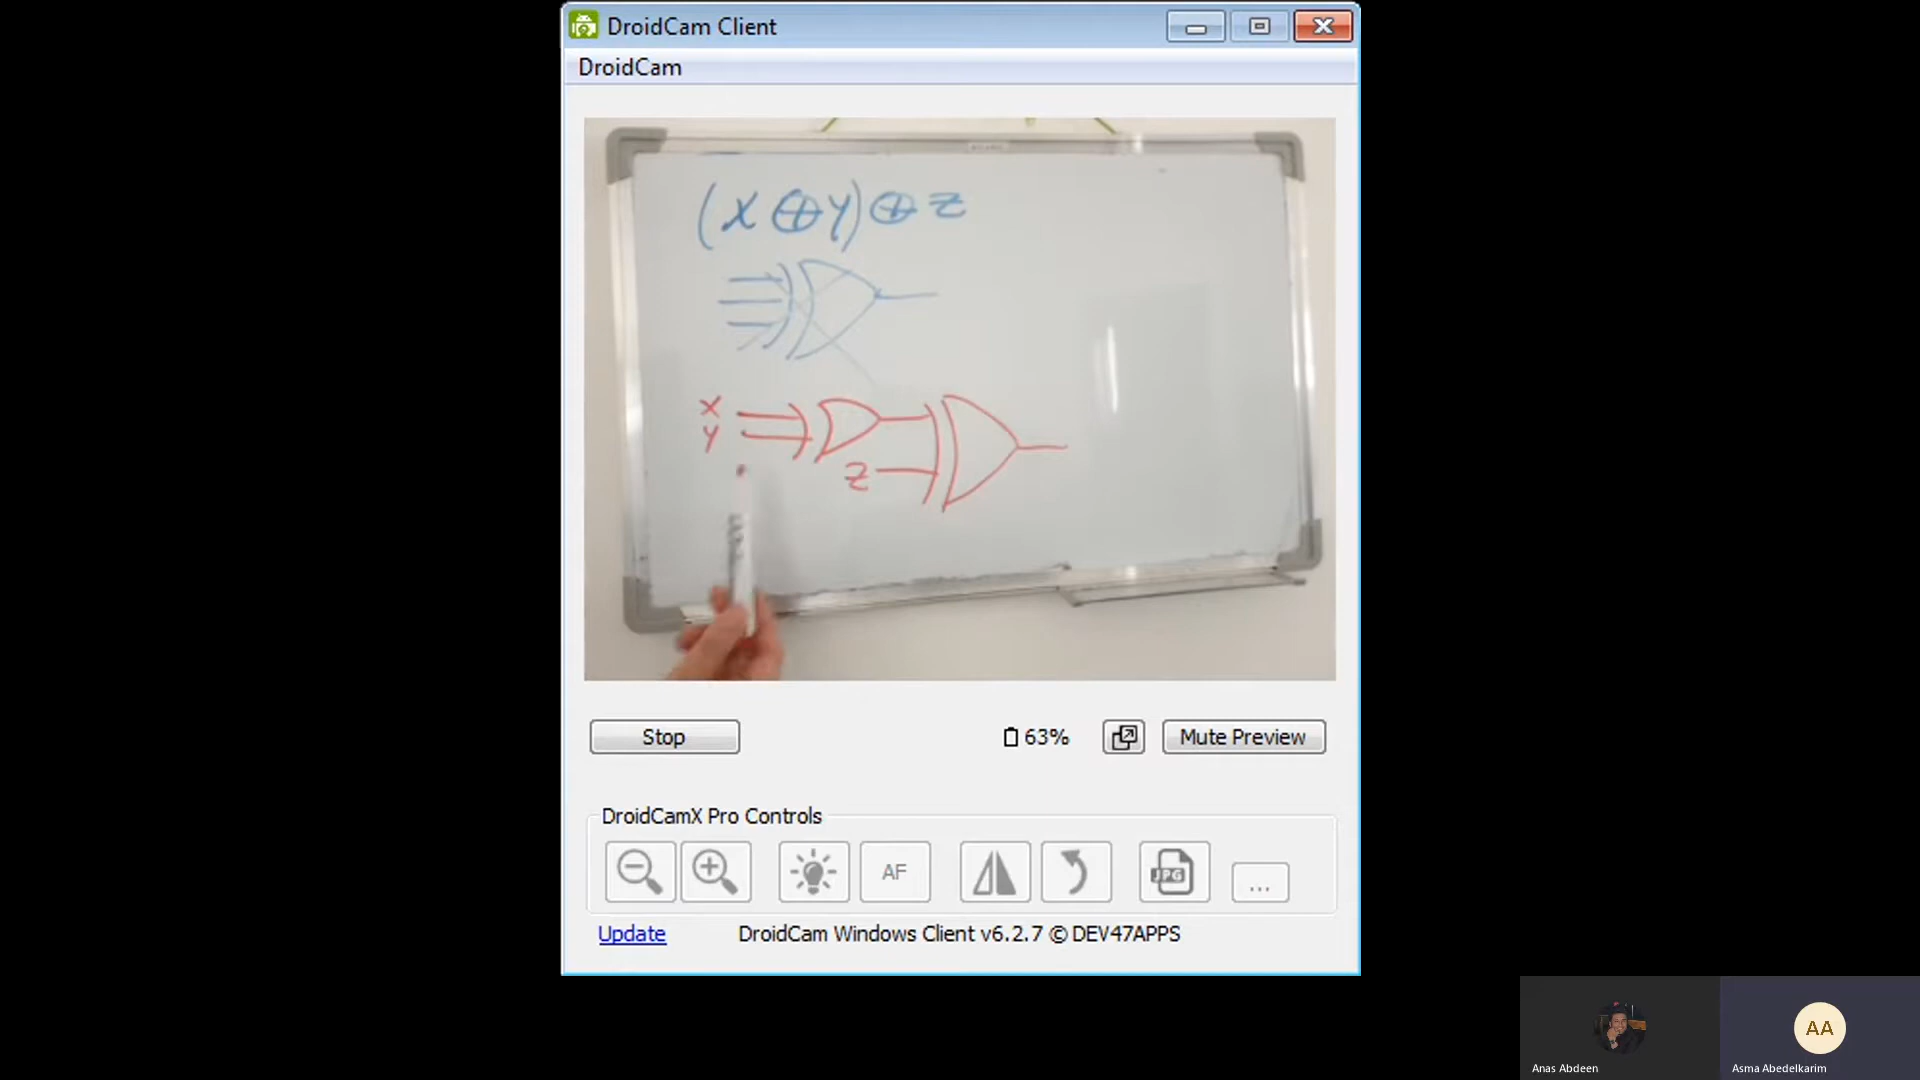 DroidCam Client
DroidCam
(X ⊕ Y) ⊕ Z
X
Y
Z
Stop
63%
Mute Preview
DroidCamX Pro Controls
AF
JPG
...
Update
DroidCam Windows Client v6.2.7 © DEV47APPS
AA
Anas Abdeen
Asma Abedelkarim